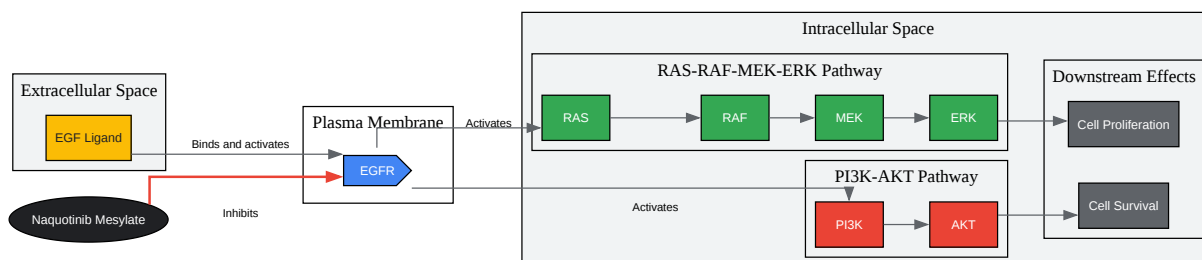 Intracellular Space
RAS-RAF-MEK-ERK Pathway
Downstream Effects
Extracellular Space
Plasma Membrane
EGF Ligand
Binds and activates
Activates
RAS
RAF
MEK
ERK
Cell Proliferation
EGFR
PI3K-AKT Pathway
Naquotinib Mesylate
Inhibits
Activates
PI3K
AKT
Cell Survival